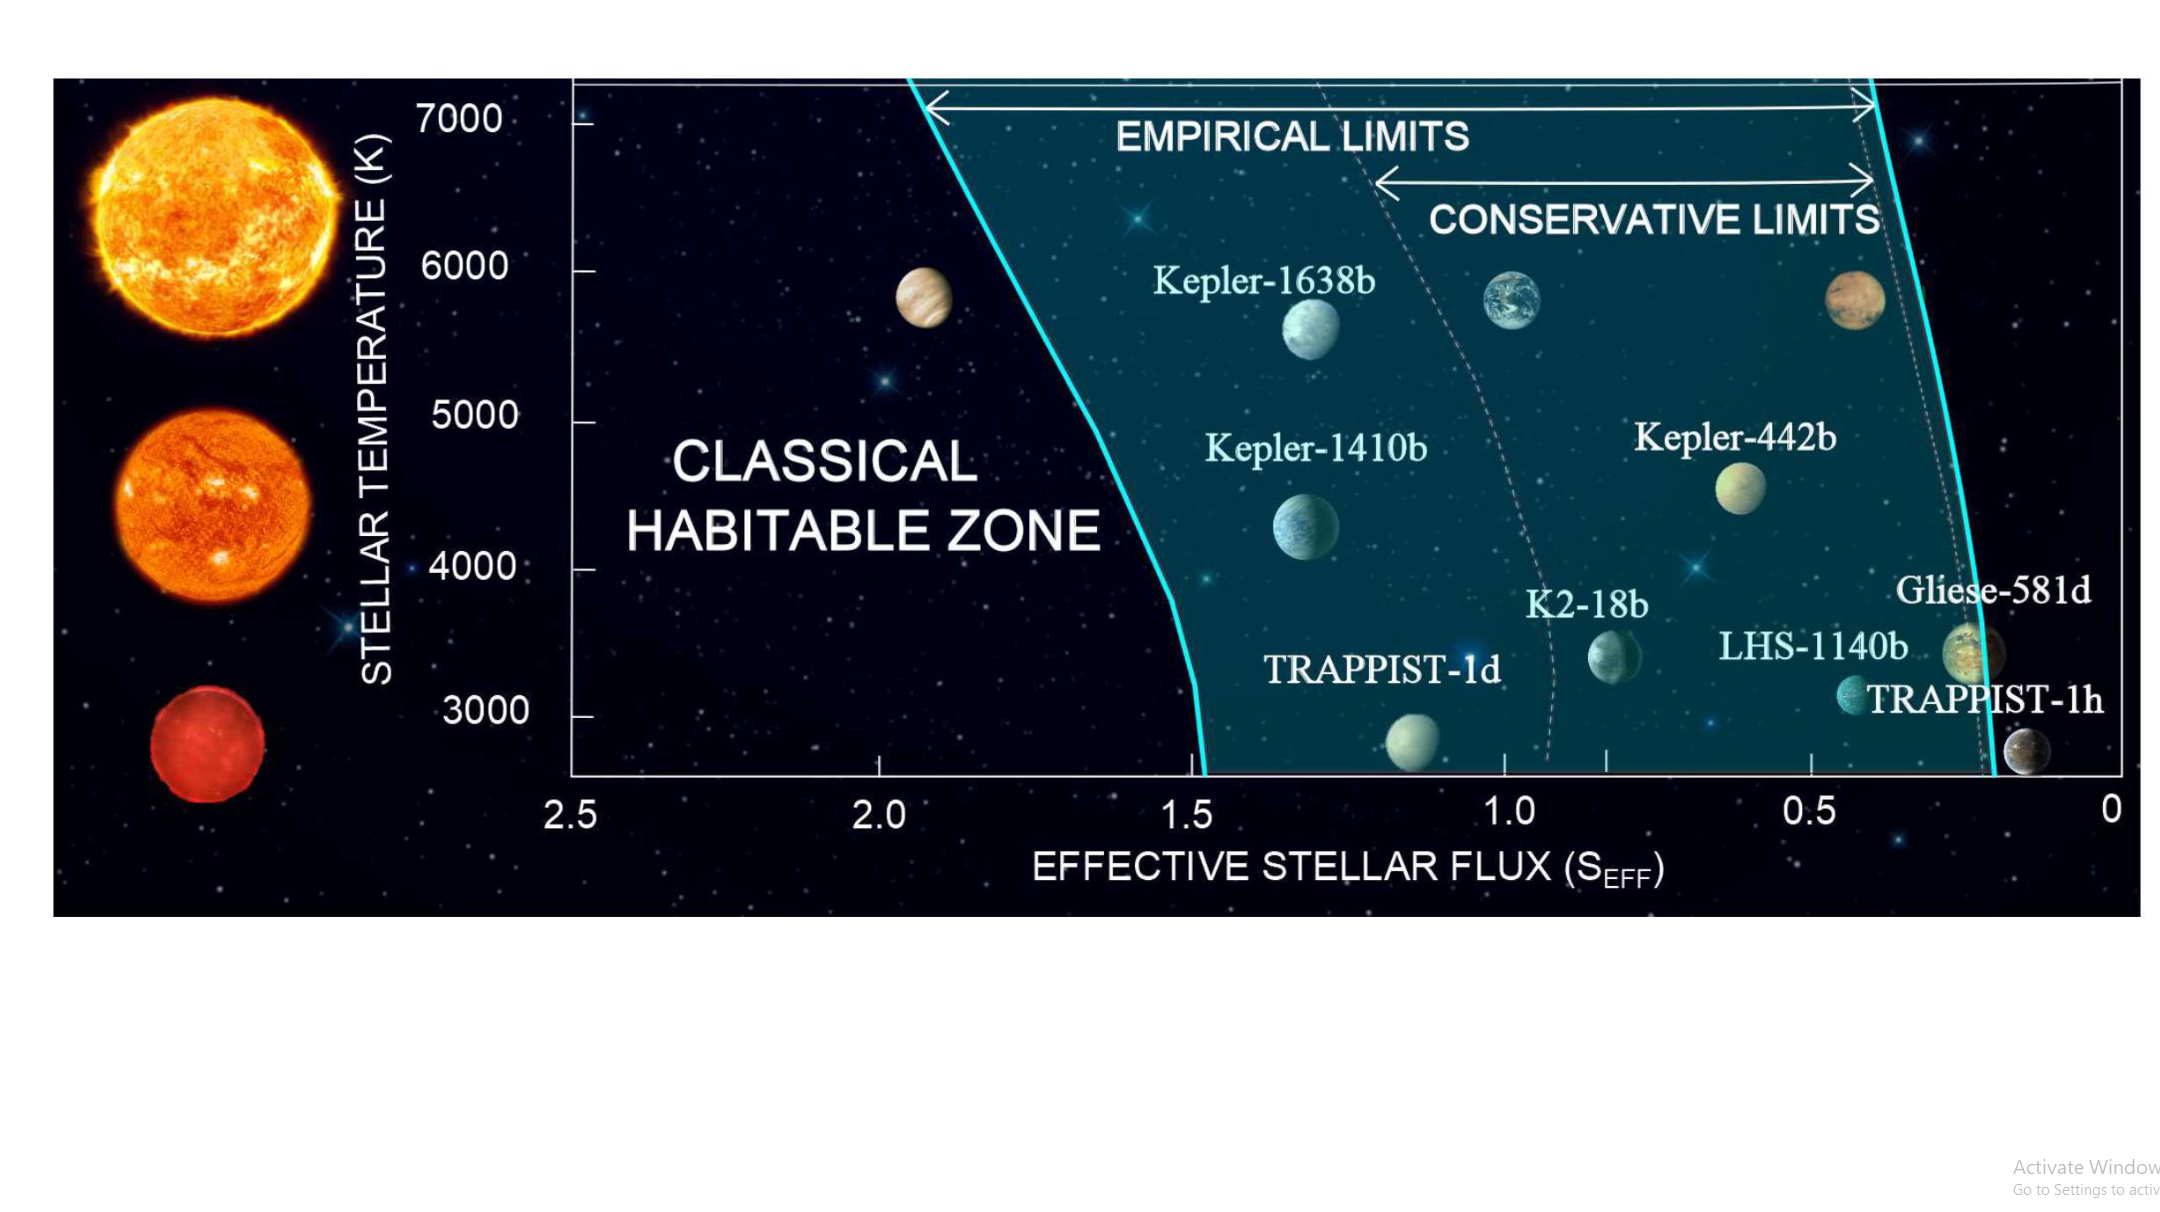 7000
6000
5000
4000
3000
STELLAR TEMPERATURE (K)
EMPIRICAL LIMITS
CONSERVATIVE LIMITS
Kepler-1638b
Kepler-1410b
Kepler-442b
CLASSICAL
HABITABLE ZONE
K2-18b
Gliese-581d
LHS-1140b
TRAPPIST-1d
TRAPPIST-1h
2.5 2.0 1.5 1.0 0.5 0
EFFECTIVE STELLAR FLUX (SEFF)
Activate Window
Go to Settings to activ